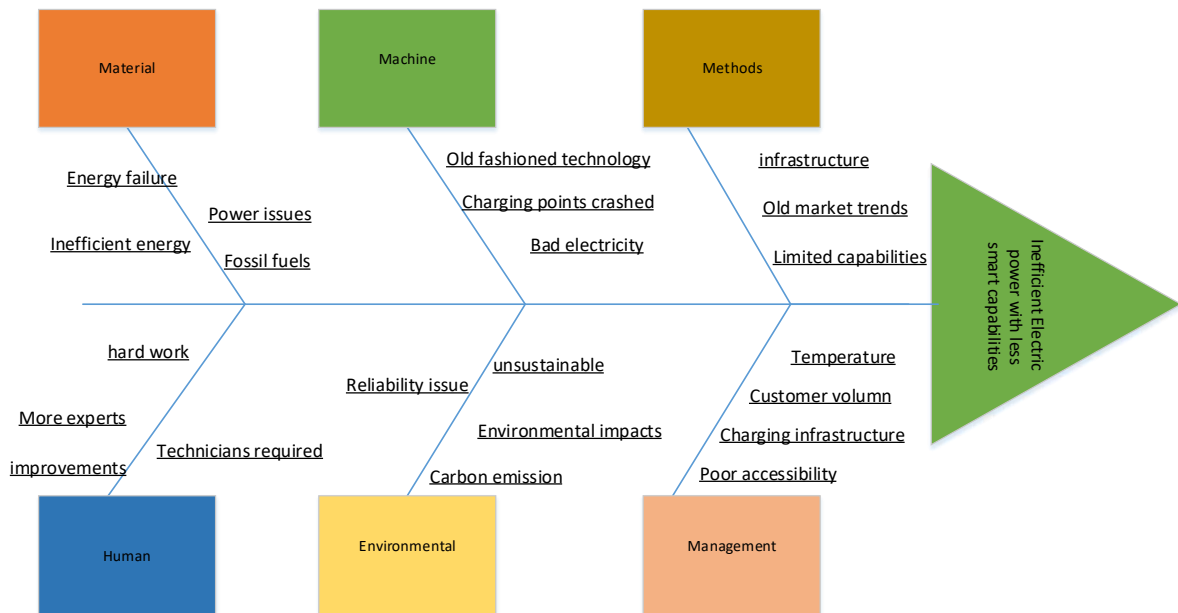 Material
Machine
Methods
Energy failure
Power issues
Inefficient energy
Fossil fuels
Old fashioned technology
Charging points crashed
Bad electricity
infrastructure
Old market trends
Limited capabilities
Inefficient Electric
power with less
smart capabilities
hard work
More experts
Technicians required
improvements
unsustainable
Reliability issue
Environmental impacts
Carbon emission
Temperature
Customer volumn
Charging infrastructure
Poor accessibility
Human
Environmental
Management